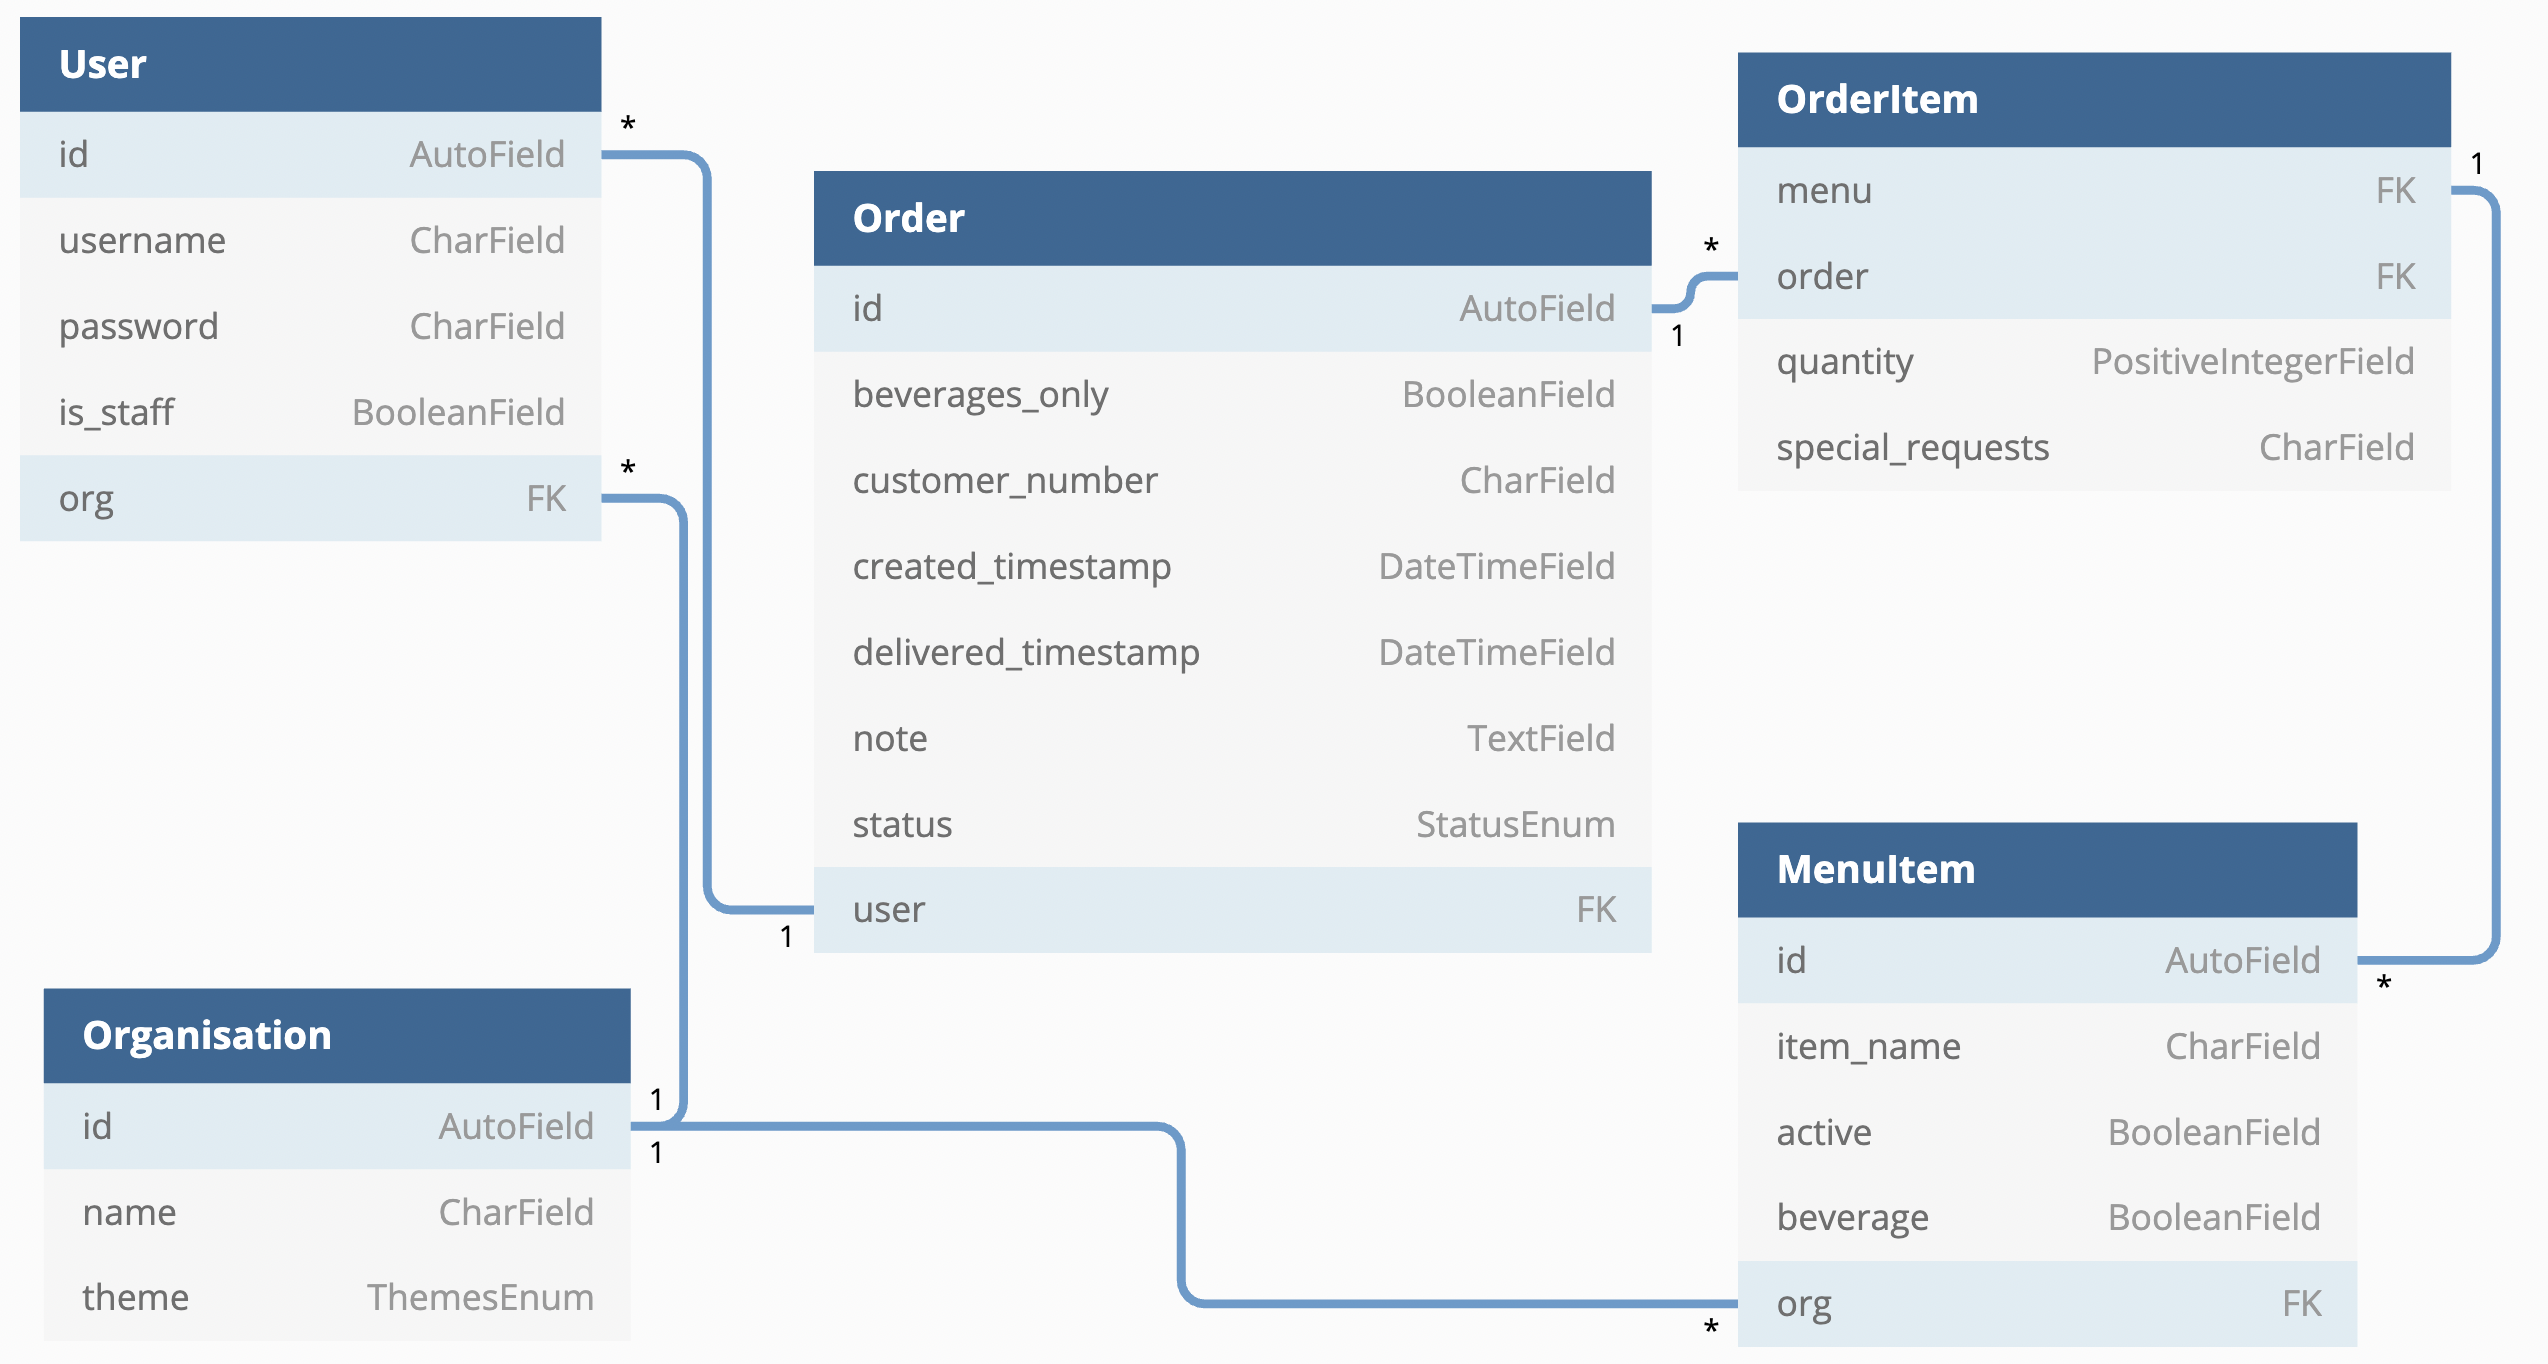 User
id AutoField
username CharField
password CharField
is_staff BooleanField
org FK
*
*
Order
id AutoField
beverages_only BooleanField
customer_number CharField
created_timestamp DateTimeField
delivered_timestamp DateTimeField
note TextField
status StatusEnum
user FK
1
1
*
OrderItem
menu FK
order FK
quantity PositiveIntegerField
special_requests CharField
1
Organisation
id AutoField
name CharField
theme ThemesEnum
1
1
MenuItem
id AutoField
item_name CharField
active BooleanField
beverage BooleanField
org FK
*
*